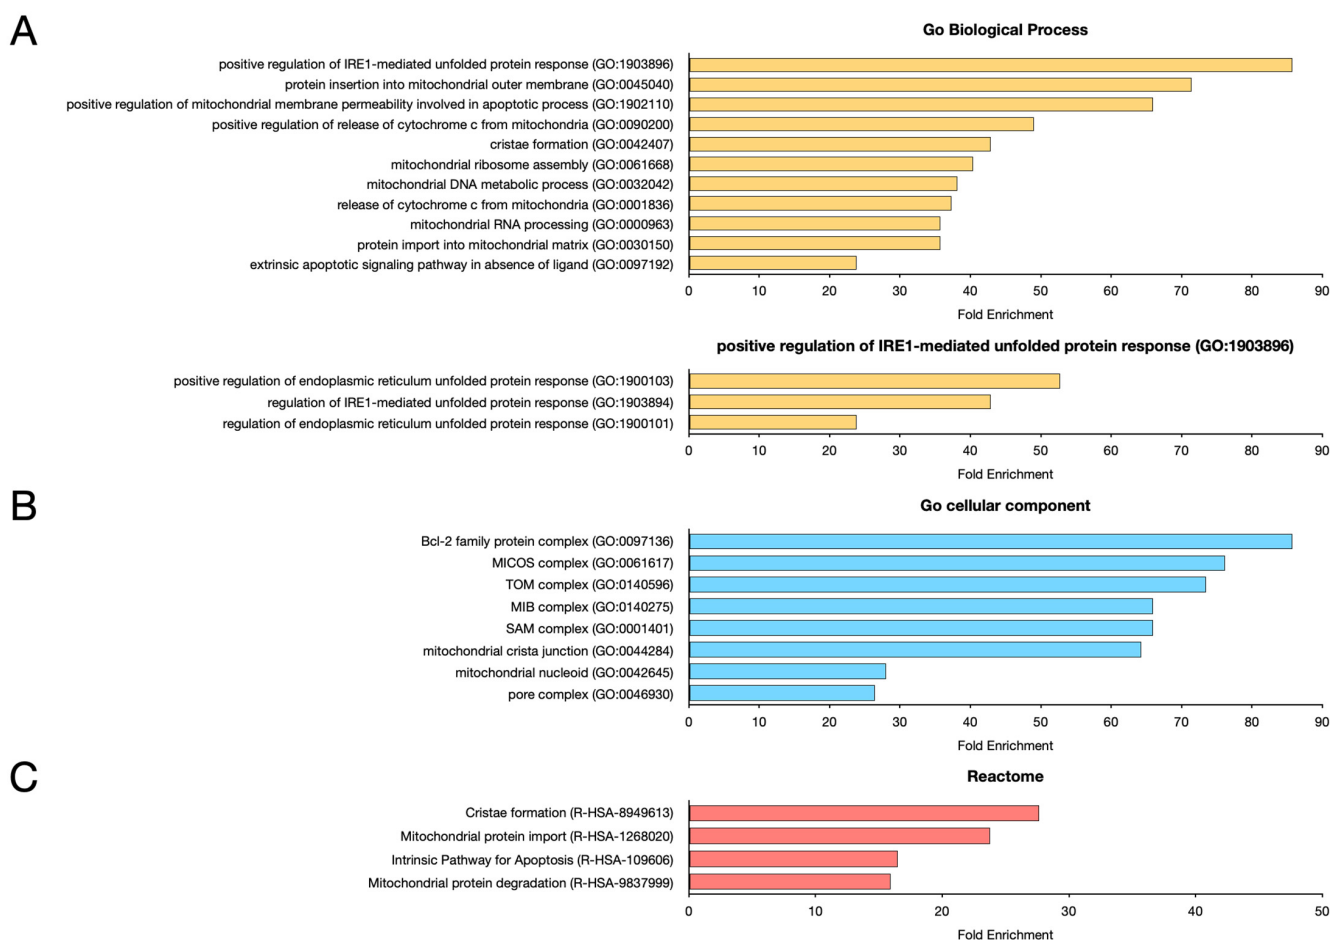 A
Go Biological Process
positive regulation of IRE1-mediated unfolded protein response (GO:1903896)
protein insertion into mitochondrial outer membrane (GO:0045040)
positive regulation of mitochondrial membrane permeability involved in apoptotic process (GO:1902110)
positive regulation of release of cytochrome c from mitochondria (GO:0090200)
cristae formation (GO:0042407)
mitochondrial ribosome assembly (GO:0061668)
mitochondrial DNA metabolic process (GO:0032042)
release of cytochrome c from mitochondria (GO:0001836)
mitochondrial RNA processing (GO:0000963)
protein import into mitochondrial matrix (GO:0030150)
extrinsic apoptotic signaling pathway in absence of ligand (GO:0097192)
0 10 20 30 40 50 60 70 80 90
Fold Enrichment
positive regulation of IRE1-mediated unfolded protein response (GO:1903896)
positive regulation of endoplasmic reticulum unfolded protein response (GO:1900103)
regulation of IRE1-mediated unfolded protein response (GO:1903894)
regulation of endoplasmic reticulum unfolded protein response (GO:1900101)
0 10 20 30 40 50 60 70 80 90
Fold Enrichment
B
Go cellular component
Bcl-2 family protein complex (GO:0097136)
MICOS complex (GO:0061617)
TOM complex (GO:0140596)
MIB complex (GO:0140275)
SAM complex (GO:0001401)
mitochondrial crista junction (GO:0044284)
mitochondrial nucleoid (GO:0042645)
pore complex (GO:0046930)
0 10 20 30 40 50 60 70 80 90
Fold Enrichment
C
Reactome
Cristae formation (R-HSA-8949613)
Mitochondrial protein import (R-HSA-1268020)
Intrinsic Pathway for Apoptosis (R-HSA-109606)
Mitochondrial protein degradation (R-HSA-9837999)
0 10 20 30 40 50
Fold Enrichment